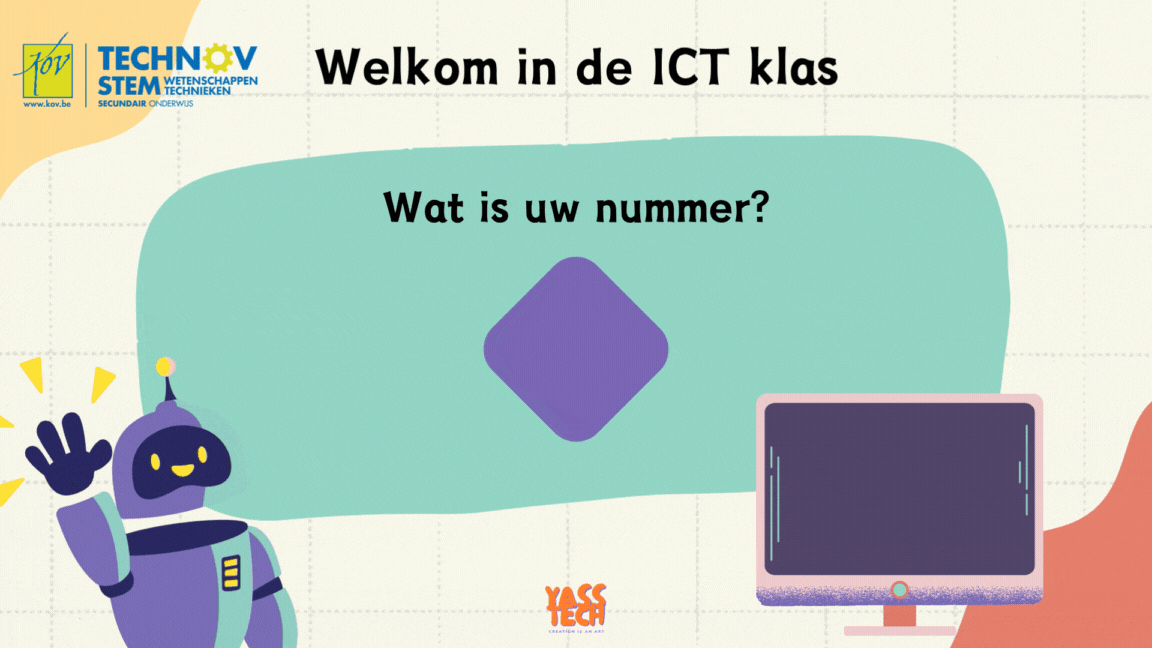 kov
www.kov.be
TECHNOV
STEM WETENSCHAPPEN
TECHNIEKEN
SECUNDAIR ONDERWIJS
Welkom in de ICT klas
Wat is uw nummer?
YASS
TECH
CREATION IS AN ART